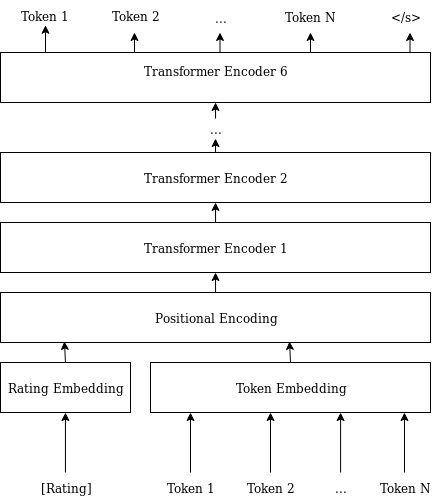 Token 1 Token 2 ... Token N </s>
Transformer Encoder 6
...
Transformer Encoder 2
Transformer Encoder 1
Positional Encoding
Rating Embedding Token Embedding
[Rating] Token 1 Token 2 ... Token N